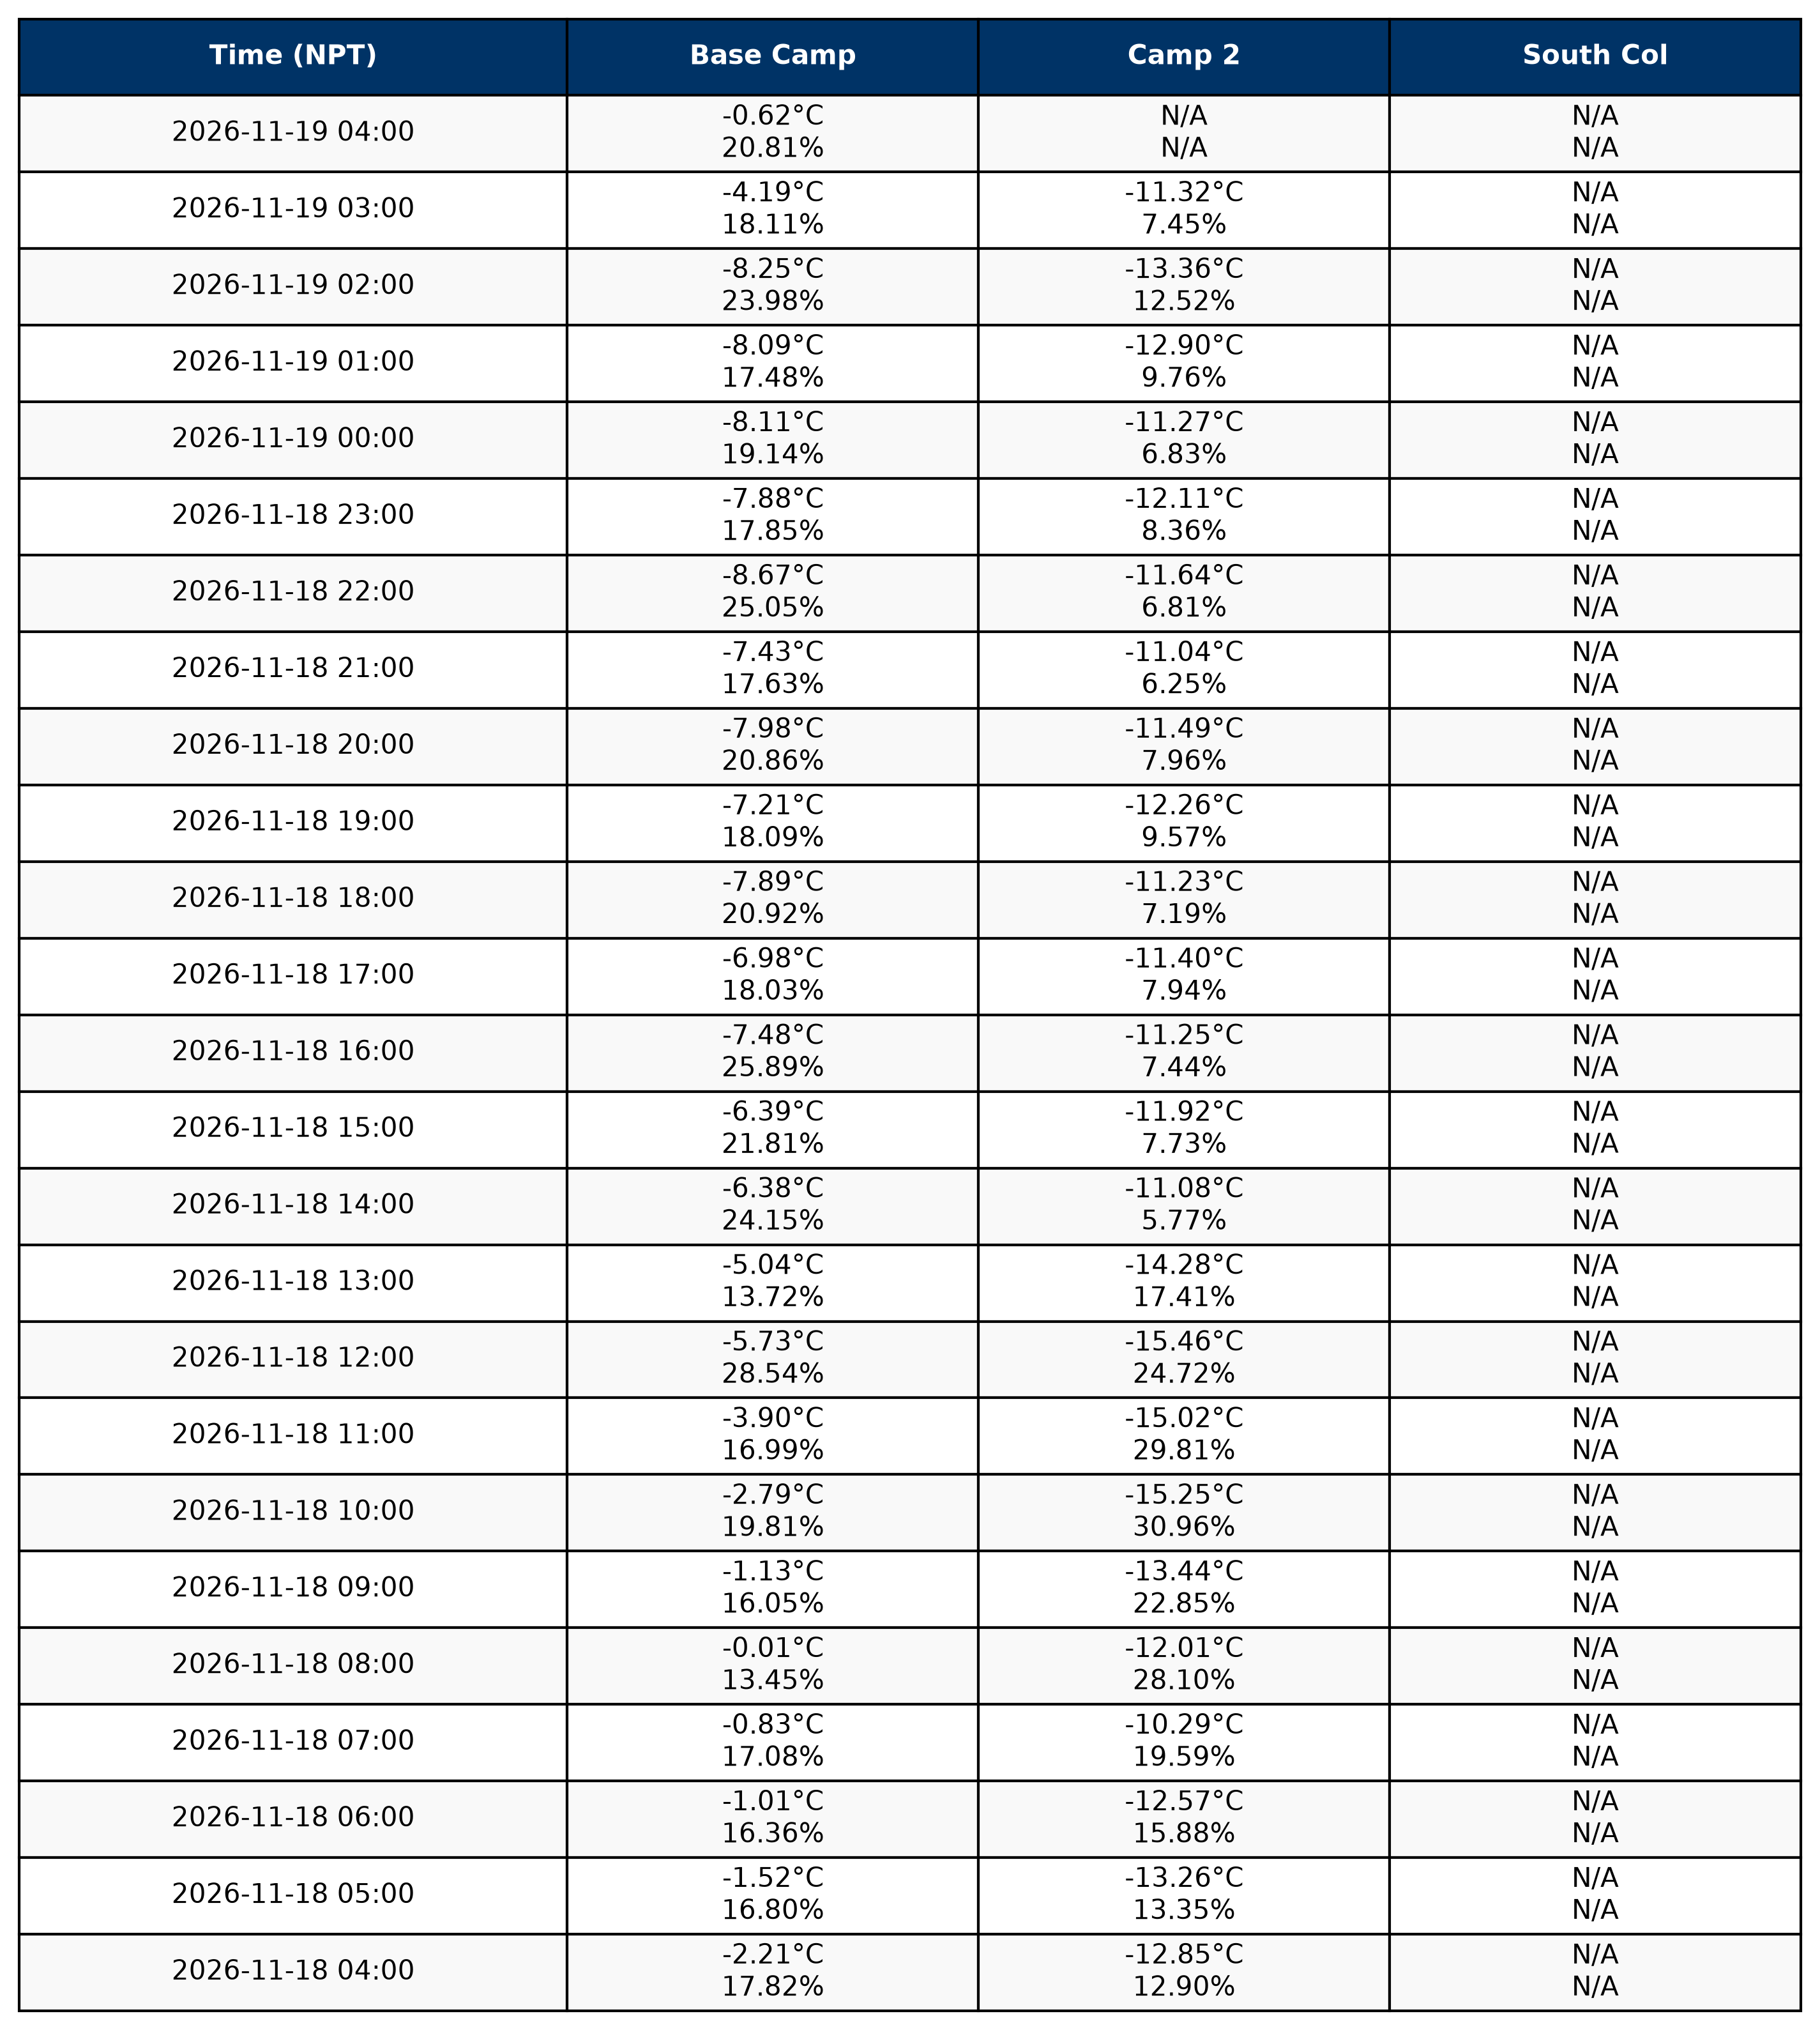 Time (NPT) Base Camp Camp 2 South Col
2026-11-19 04:00 -0.62°C N/A N/A
20.81% N/A N/A
2026-11-19 03:00 -4.19°C -11.32°C N/A
18.11% 7.45% N/A
2026-11-19 02:00 -8.25°C -13.36°C N/A
23.98% 12.52% N/A
2026-11-19 01:00 -8.09°C -12.90°C N/A
17.48% 9.76% N/A
2026-11-19 00:00 -8.11°C -11.27°C N/A
19.14% 6.83% N/A
2026-11-18 23:00 -7.88°C -12.11°C N/A
17.85% 8.36% N/A
2026-11-18 22:00 -8.67°C -11.64°C N/A
25.05% 6.81% N/A
2026-11-18 21:00 -7.43°C -11.04°C N/A
17.63% 6.25% N/A
2026-11-18 20:00 -7.98°C -11.49°C N/A
20.86% 7.96% N/A
2026-11-18 19:00 -7.21°C -12.26°C N/A
18.09% 9.57% N/A
2026-11-18 18:00 -7.89°C -11.23°C N/A
20.92% 7.19% N/A
2026-11-18 17:00 -6.98°C -11.40°C N/A
18.03% 7.94% N/A
2026-11-18 16:00 -7.48°C -11.25°C N/A
25.89% 7.44% N/A
2026-11-18 15:00 -6.39°C -11.92°C N/A
21.81% 7.73% N/A
2026-11-18 14:00 -6.38°C -11.08°C N/A
24.15% 5.77% N/A
2026-11-18 13:00 -5.04°C -14.28°C N/A
13.72% 17.41% N/A
2026-11-18 12:00 -5.73°C -15.46°C N/A
28.54% 24.72% N/A
2026-11-18 11:00 -3.90°C -15.02°C N/A
16.99% 29.81% N/A
2026-11-18 10:00 -2.79°C -15.25°C N/A
19.81% 30.96% N/A
2026-11-18 09:00 -1.13°C -13.44°C N/A
16.05% 22.85% N/A
2026-11-18 08:00 -0.01°C -12.01°C N/A
13.45% 28.10% N/A
2026-11-18 07:00 -0.83°C -10.29°C N/A
17.08% 19.59% N/A
2026-11-18 06:00 -1.01°C -12.57°C N/A
16.36% 15.88% N/A
2026-11-18 05:00 -1.52°C -13.26°C N/A
16.80% 13.35% N/A
2026-11-18 04:00 -2.21°C -12.85°C N/A
17.82% 12.90% N/A